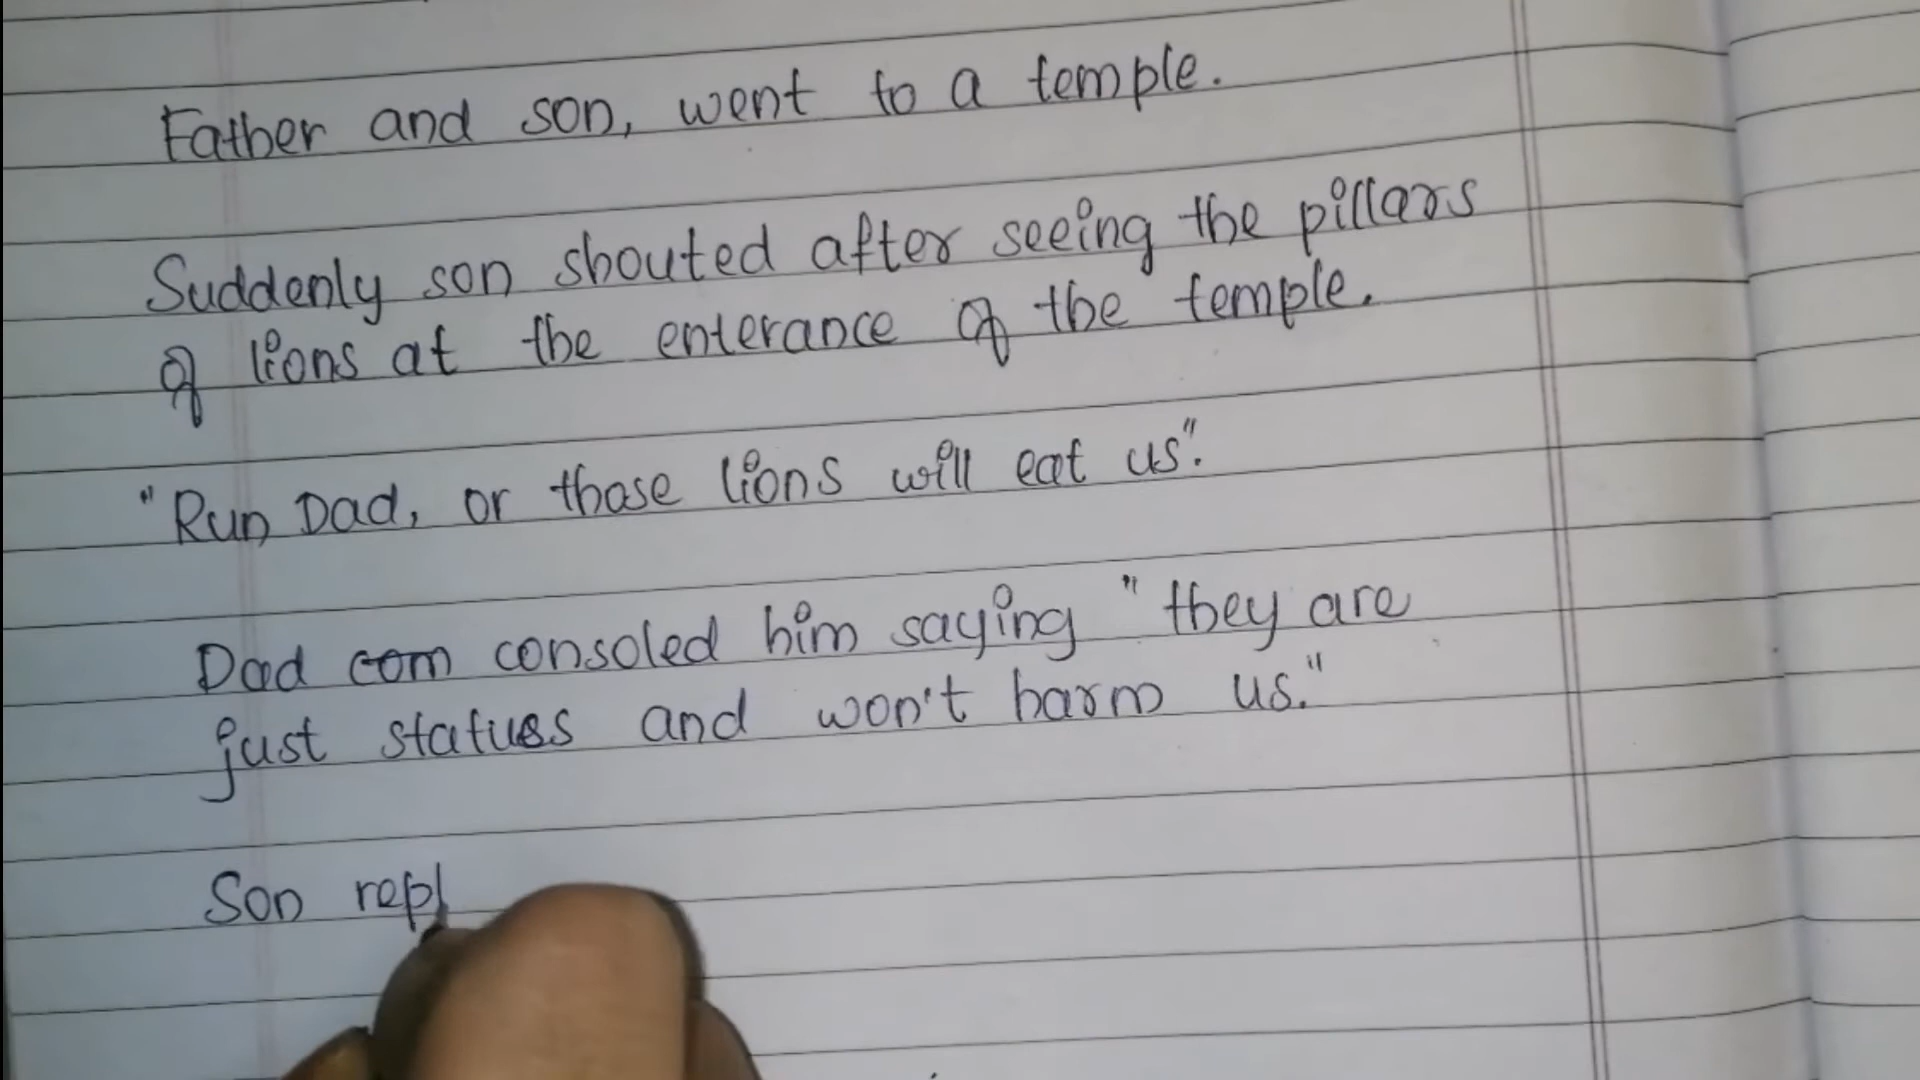 Father and son, went to a temple.
Suddenly son shouted after seeing the pillars
of lions at the enterance of the temple.
"Run Dad, or those lions will eat us".
Dad com consoled him saying "they are
just statues and won't harm us."
Son repl